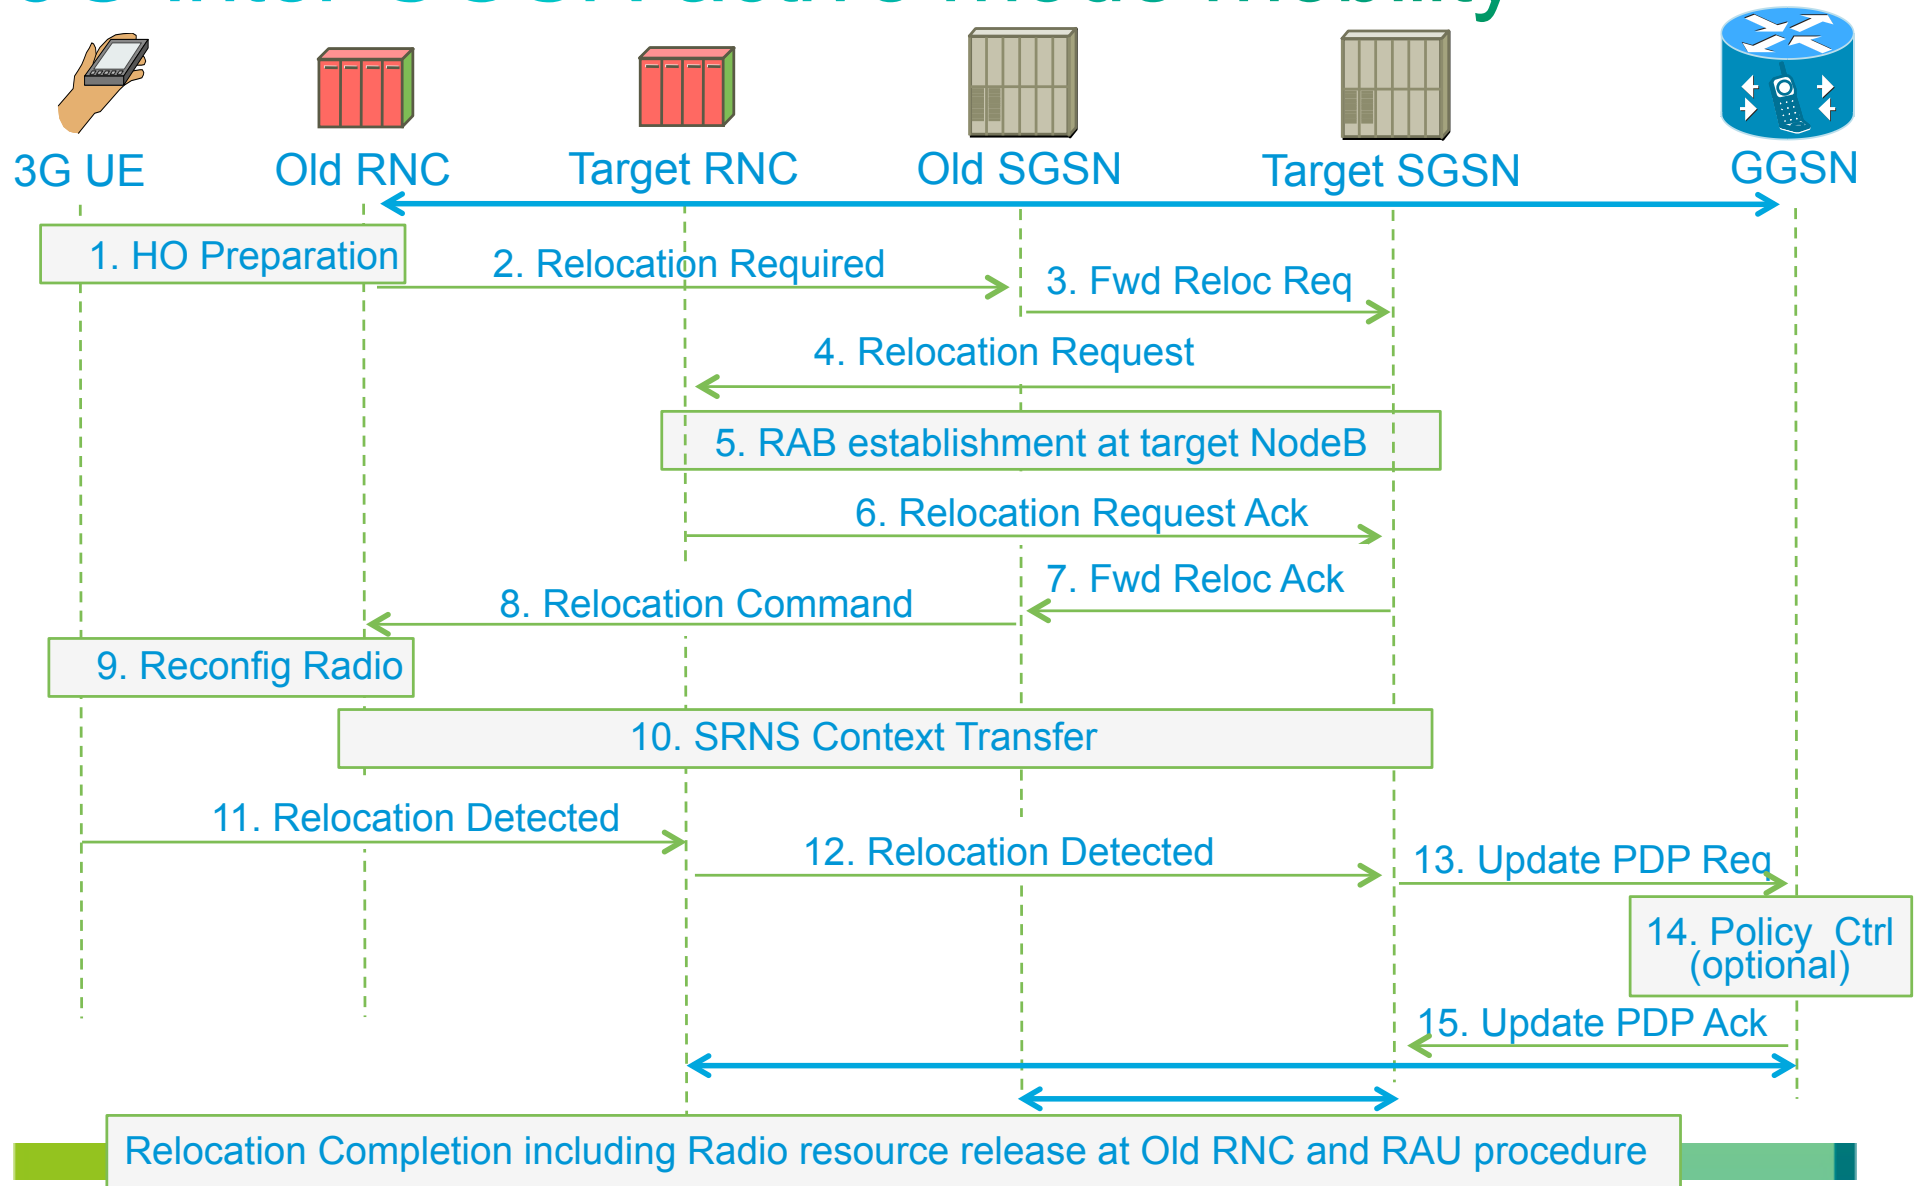 active mode mobility
3G UE
Old RNC
Target RNC
Old SGSN
Target SGSN
GGSN
1. HO Preparation
2. Relocation Required
3. Fwd Reloc Req
4. Relocation Request
5. RAB establishment at target NodeB
6. Relocation Request Ack
7. Fwd Reloc Ack
8. Relocation Command
9. Reconfig Radio
10. SRNS Context Transfer
11. Relocation Detected
12. Relocation Detected
13. Update PDP Req
14. Policy Ctrl
(optional)
15. Update PDP Ack
Relocation Completion including Radio resource release at Old RNC and RAU procedure